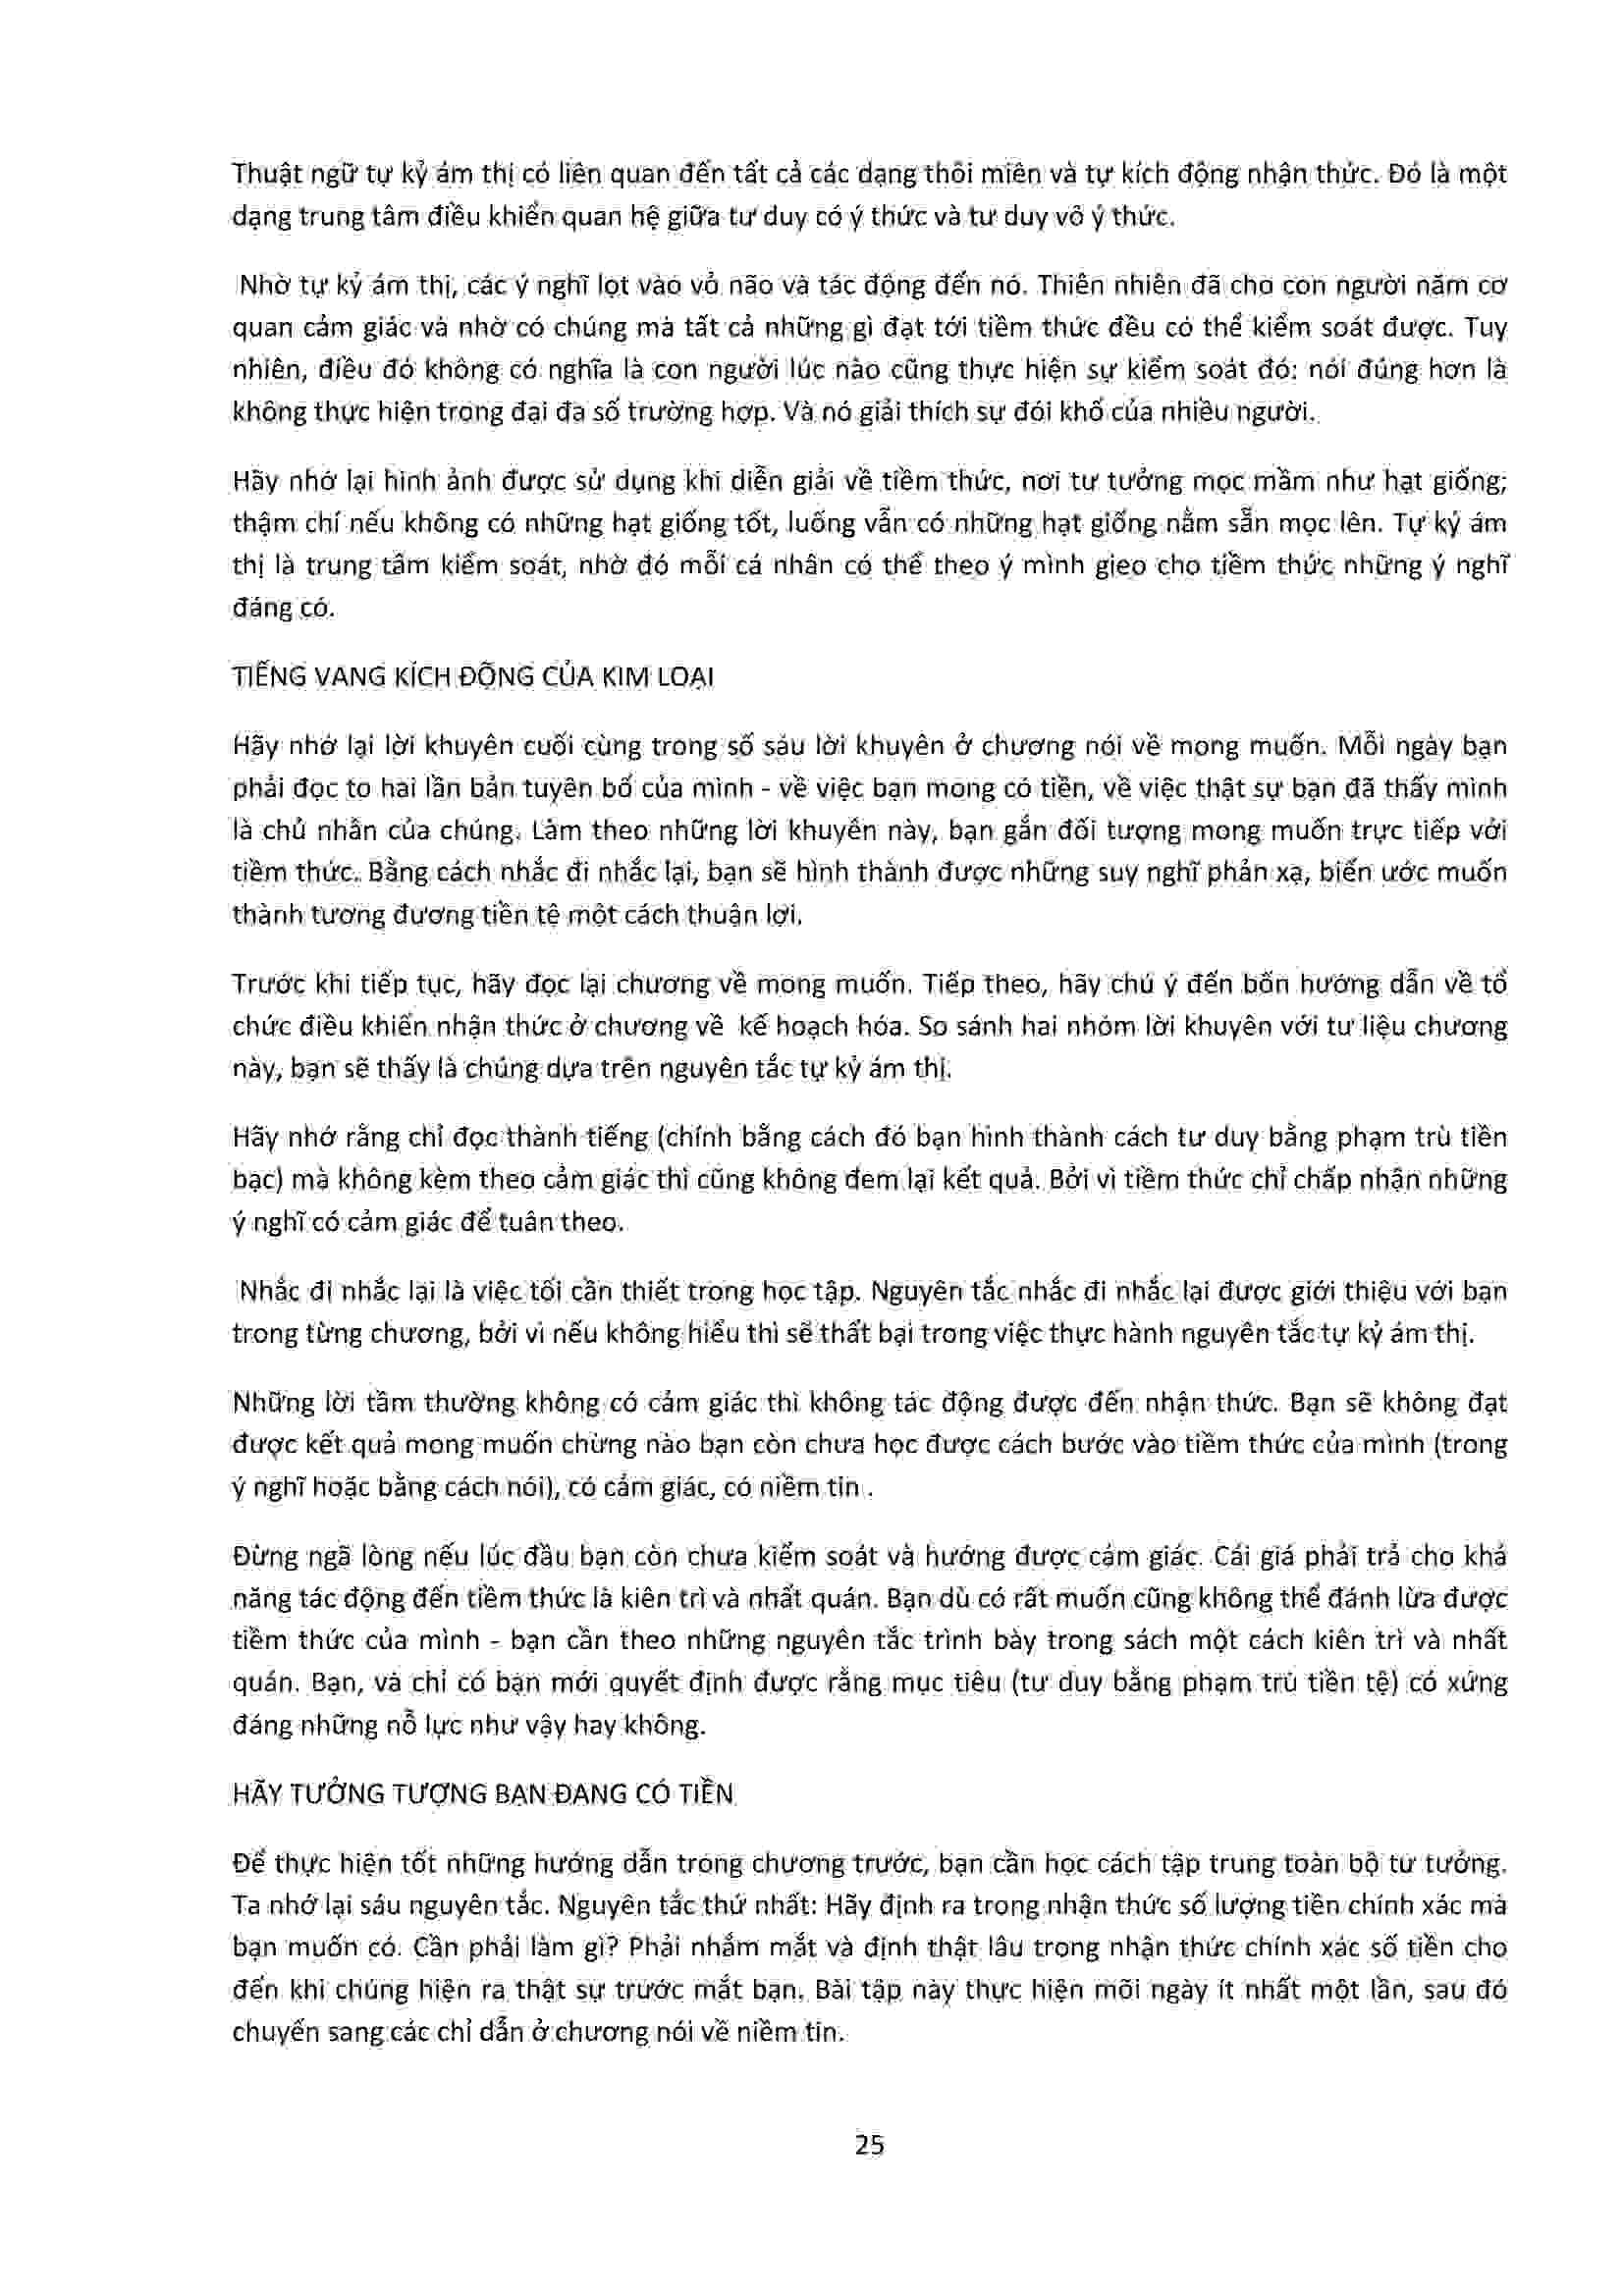 Thuật ngữ tự kỷ ám thị có liên quan đến tất cả các dạng thôi miên và tự kích động nhận thức. Đó là một
dạng trung tâm điều khiển quan hệ giữa tư duy có ý thức và tư duy vô ý thức.
Nhờ tự kỷ ám thị, các ý nghĩ lọt vào vỏ não và tác động đến nó. Thiên nhiên đã cho con người năm cơ
quan cảm giác và nhờ có chúng mà tất cả những gì đạt tới tiềm thức đều có thể kiểm soát được. Tuy
nhiên, điều đó không có nghĩa là con người lúc nào cũng thực hiện sự kiểm soát đó: nói đúng hơn là
không thực hiện trong đại đa số trường hợp. Và nó giải thích sự đói khổ của nhiều người.
Hãy nhớ lại hình ảnh được sử dụng khi diễn giải về tiềm thức, nơi tư tưởng mọc mầm như hạt giống;
thậm chí nếu không có những hạt giống tốt, luống vẫn có những hạt giống nằm sẵn mọc lên. Tự kỷ ám
thị là trung tâm kiểm soát, nhờ đó mỗi cá nhân có thể theo ý mình gieo cho tiềm thức những ý nghĩ
đáng có.
TIẾNG VANG KÍCH ĐỘNG CỦA KIM LOẠI
Hãy nhớ lại lời khuyên cuối cùng trong số sáu lời khuyên ở chương nói về mong muốn. Mỗi ngày bạn
phải đọc to hai lần bản tuyên bố của mình - về việc bạn mong có tiền, về việc thật sự bạn đã thấy mình
là chủ nhân của chúng. Làm theo những lời khuyên này, bạn gắn đối tượng mong muốn trực tiếp với
tiềm thức. Bằng cách nhắc đi nhắc lại, bạn sẽ hình thành được những suy nghĩ phản xạ, biến ước muốn
thành tương đương tiền tệ một cách thuận lợi.
Trước khi tiếp tục, hãy đọc lại chương về mong muốn. Tiếp theo, hãy chú ý đến bốn hướng dẫn về tổ
chức điều khiển nhận thức ở chương về kế hoạch hóa. So sánh hai nhóm lời khuyên với tư liệu chương
này, bạn sẽ thấy là chúng dựa trên nguyên tắc tự kỷ ám thị.
Hãy nhớ rằng chỉ đọc thành tiếng (chính bằng cách đó bạn hình thành cách tư duy bằng phạm trù tiền
bạc) mà không kèm theo cảm giác thì cũng không đem lại kết quả. Bởi vì tiềm thức chỉ chấp nhận những
ý nghĩ có cảm giác để tuân theo.
Nhắc đi nhắc lại là việc tối cần thiết trong học tập. Nguyên tắc nhắc đi nhắc lại được giới thiệu với bạn
trong từng chương, bởi vì nếu không hiểu thì sẽ thất bại trong việc thực hành nguyên tắc tự kỷ ám thị.
Những lời tầm thường không có cảm giác thì không tác động được đến nhận thức. Bạn sẽ không đạt
được kết quả mong muốn chừng nào bạn còn chưa học được cách bước vào tiềm thức của mình (trong
ý nghĩ hoặc bằng cách nói), có cảm giác, có niềm tin .
Đừng ngã lòng nếu lúc đầu bạn còn chưa kiểm soát và hướng được cảm giác. Cái giá phải trả cho khả
năng tác động đến tiềm thức là kiên trì và nhất quán. Bạn dù có rất muốn cũng không thể đánh lừa được
tiềm thức của mình - bạn cần theo những nguyên tắc trình bày trong sách một cách kiên trì và nhất
quán. Bạn, và chỉ có bạn mới quyết định được rằng mục tiêu (tư duy bằng phạm trù tiền tệ) có xứng
đáng những nỗ lực như vậy hay không.
HÃY TƯỞNG TƯỢNG BẠN ĐANG CÓ TIỀN
Để thực hiện tốt những hướng dẫn trong chương trước, bạn cần học cách tập trung toàn bộ tư tưởng.
Ta nhớ lại sáu nguyên tắc. Nguyên tắc thứ nhất: Hãy định ra trong nhận thức số lượng tiền chính xác mà
bạn muốn có. Cần phải làm gì? Phải nhắm mắt và định thật lâu trong nhận thức chính xác số tiền cho
đến khi chúng hiện ra thật sự trước mắt bạn. Bài tập này thực hiện mỗi ngày ít nhất một lần, sau đó
chuyển sang các chỉ dẫn ở chương nói về niềm tin.
25